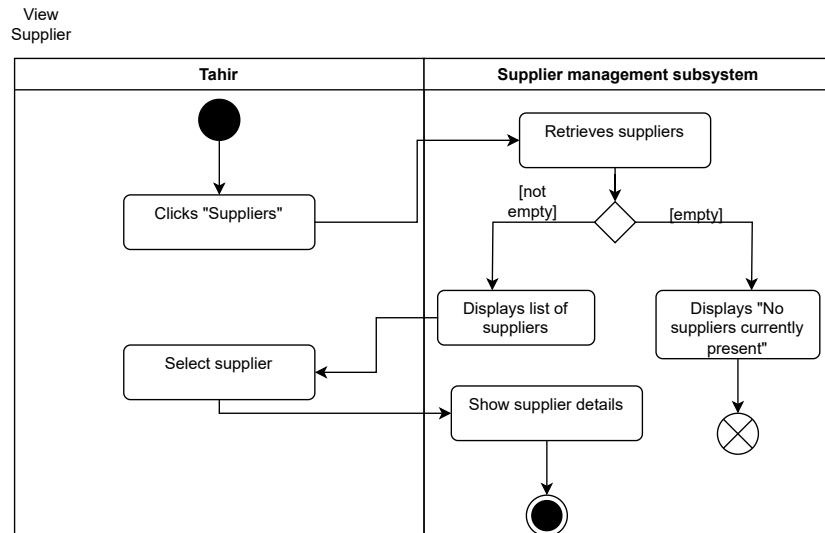 View
Supplier
Tahir
Supplier management subsystem
Retrieves suppliers
Clicks "Suppliers"
[not
empty]
[empty]
Displays list of
suppliers
Displays "No
suppliers currently
present"
Select supplier
Show supplier details